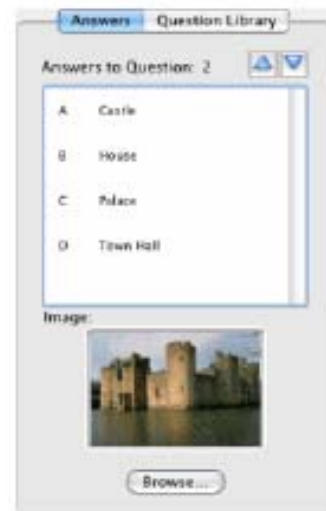 Answers Question Library
Answers to Question: 2
A Castle
B House
C Palace
D Town Hall
Image:
Browse...